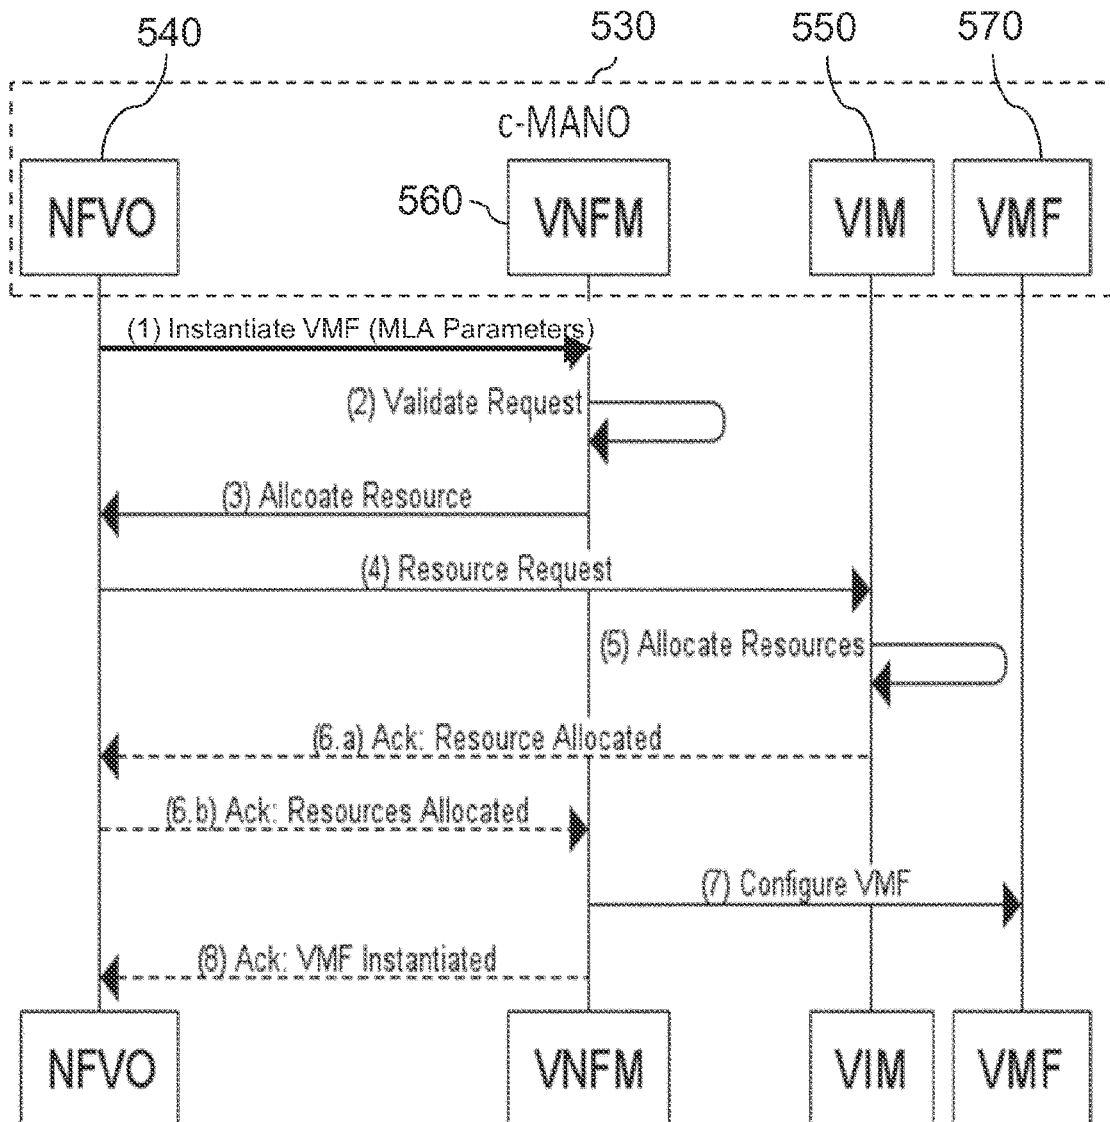 540
530
550
570
c-MANO
NFVO
560
VNFM
VIM
VMF
(1) Instantiate VMF (MLA Parameters)
(2) Validate Request
(3) Allcoate Resource
(4) Resource Request
(5) Allocate Resources
(6.a) Ack: Resource Allocated
(6.b) Ack: Resources Allocated
(7) Configure VMF
(8) Ack: VMF Instantiated
NFVO
VNFM
VIM
VMF